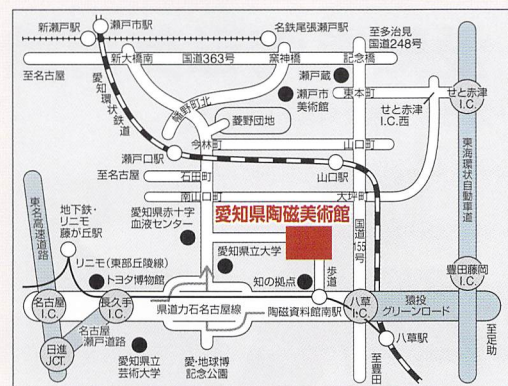 新瀬戸駅
瀬戸市駅
名鉄尾張瀬戸駅
至多治見
国道248号
新大橋南
国道363号
窯神橋
記念橋
至名古屋
瀬戸蔵
瀬戸市
美術館
東本町
せと赤津
I.C.西
せと赤津
I.C.
愛知環状鉄道
幡野町北
菱野団地
今林町
山口町
瀬戸口駅
山口駅
至名古屋
石田町
南山口町
大坪町
東海環状自動車道
東名高速道路
地下鉄・
リニモ
藤が丘駅
愛知県赤十字
血液センター
愛知県陶磁美術館
国道155号
愛知県立大学
リニモ(東部丘陵線)
トヨタ博物館
知の拠点
歩道
豊田藤岡
I.C.
名古屋
I.C.
長久手
I.C.
県道力石名古屋線
陶磁資料館南駅
八草
I.C.
猿投
グリーンロード
至足助
名古屋
瀬戸道路
日進
JCT.
愛知県立
芸術大学
愛・地球博
記念公園
至豊田
八草駅